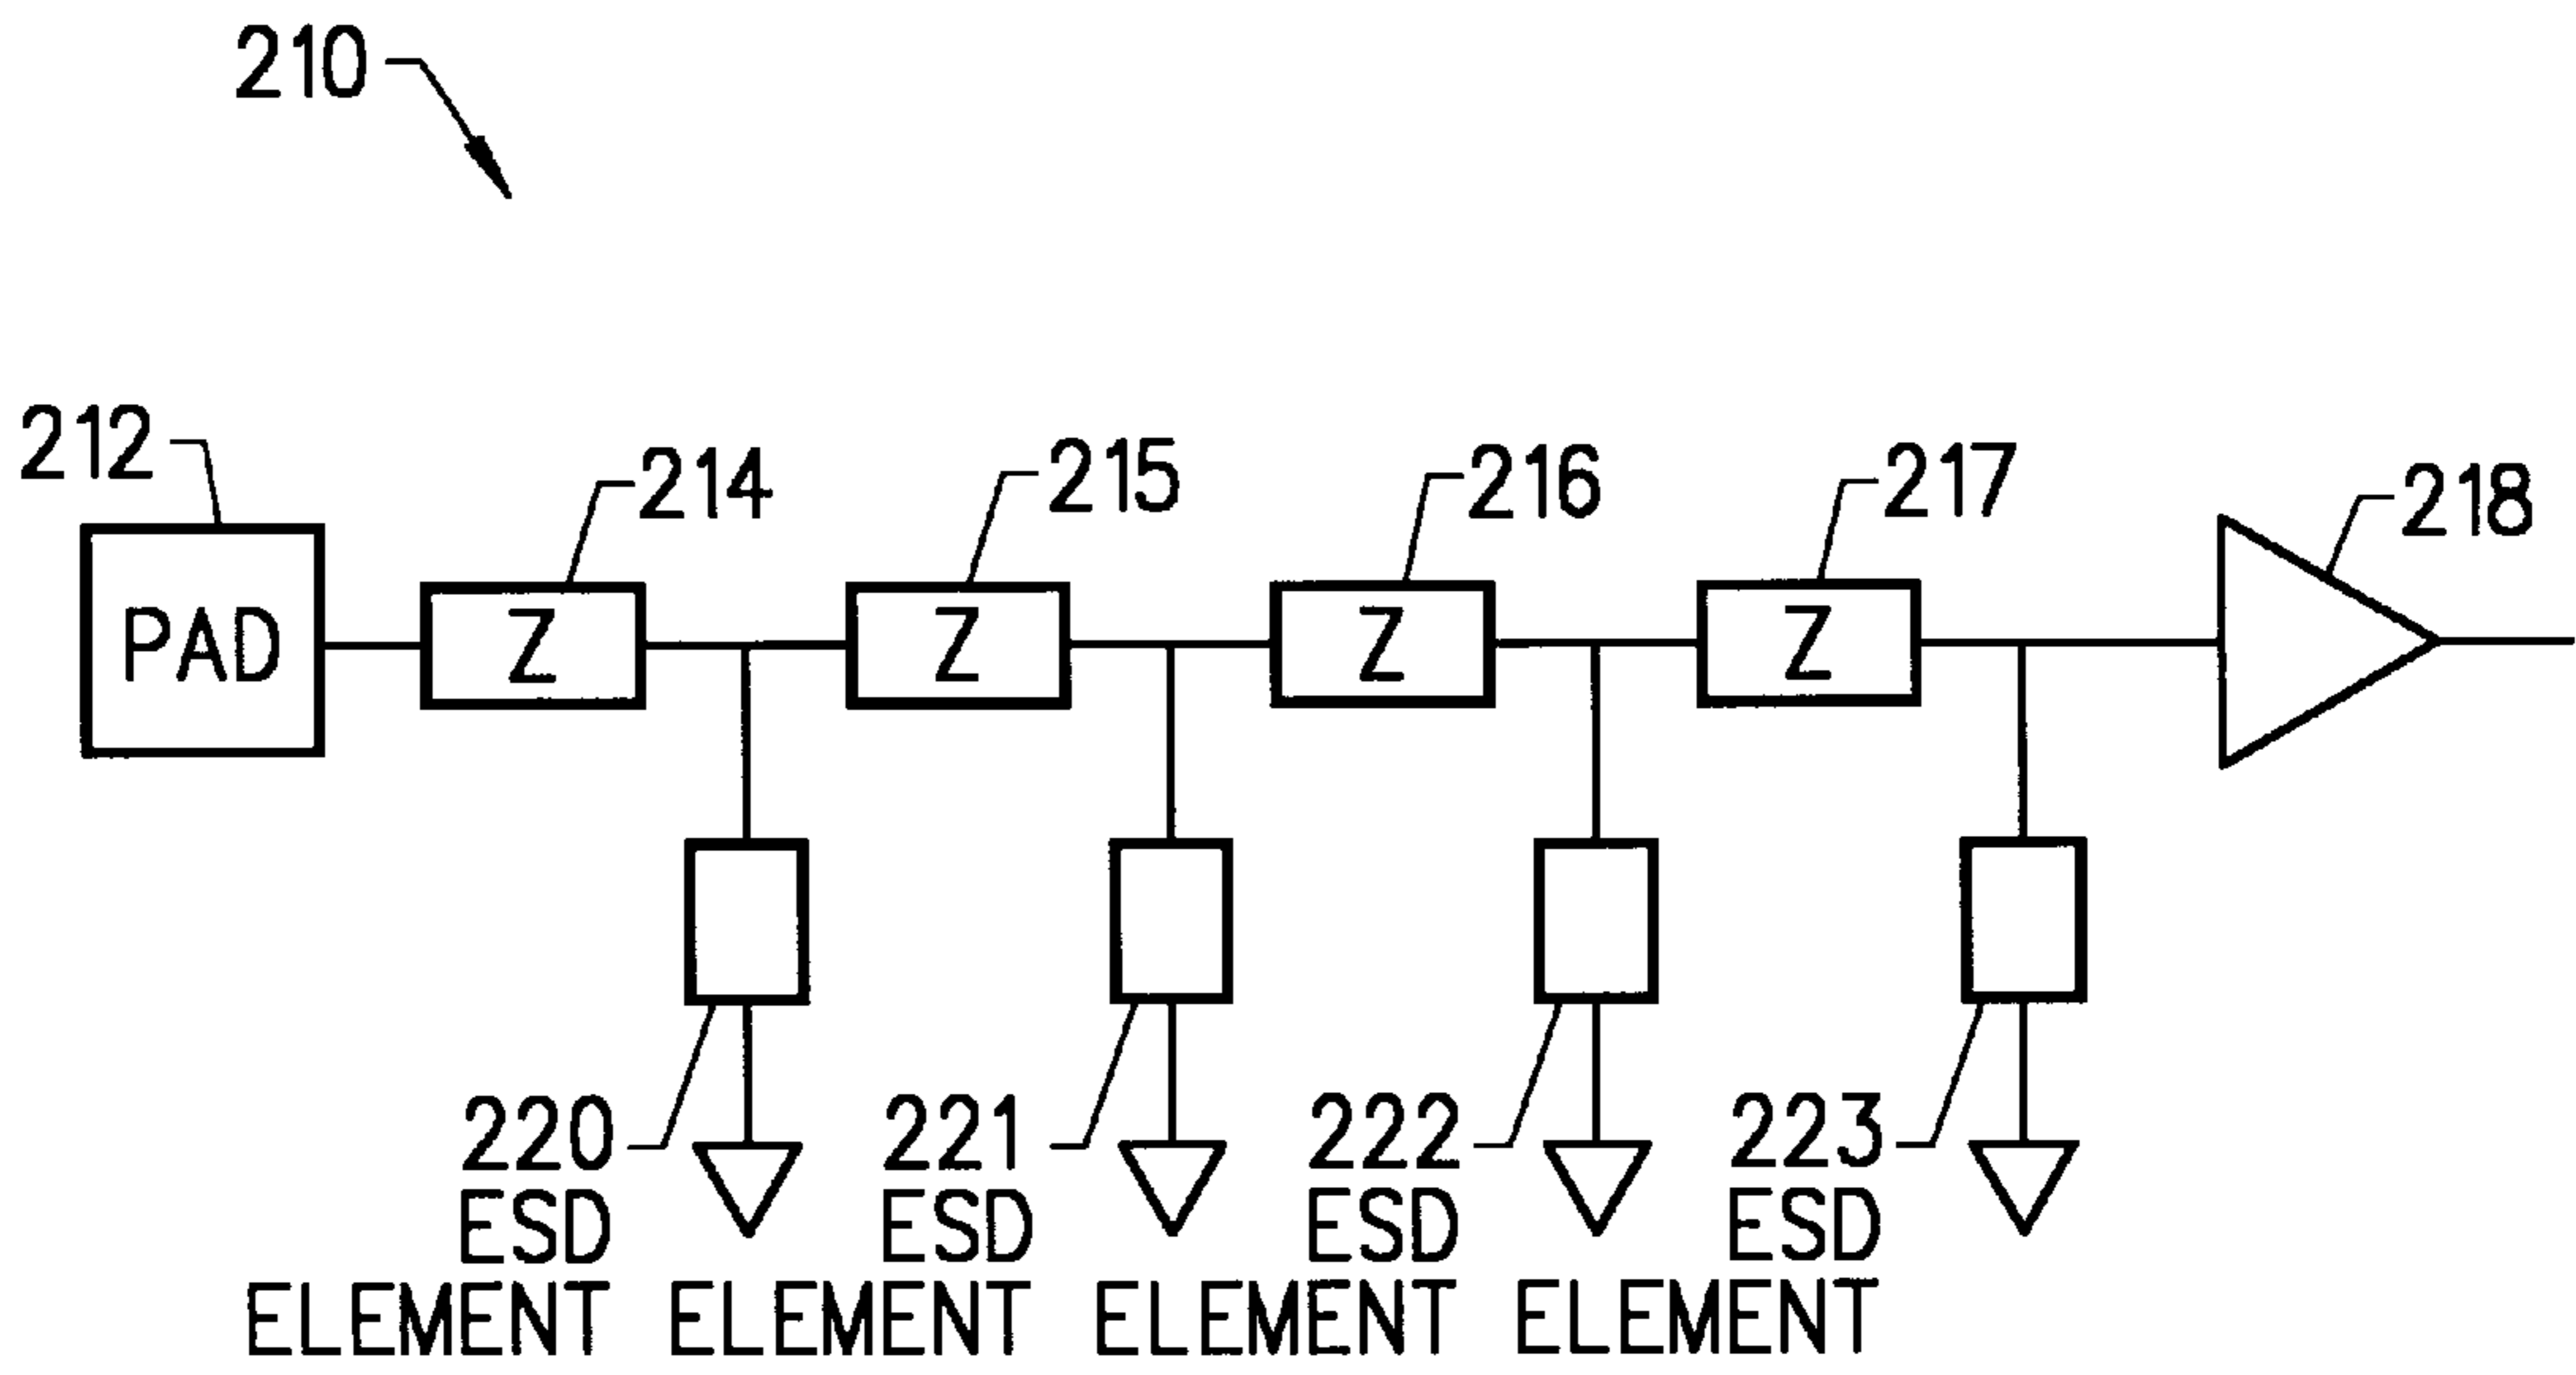 210
212
214
215
216
217
218
PAD
Z
Z
Z
Z
220
ESD
ELEMENT
221
ESD
ELEMENT
222
ESD
ELEMENT
223
ESD
ELEMENT